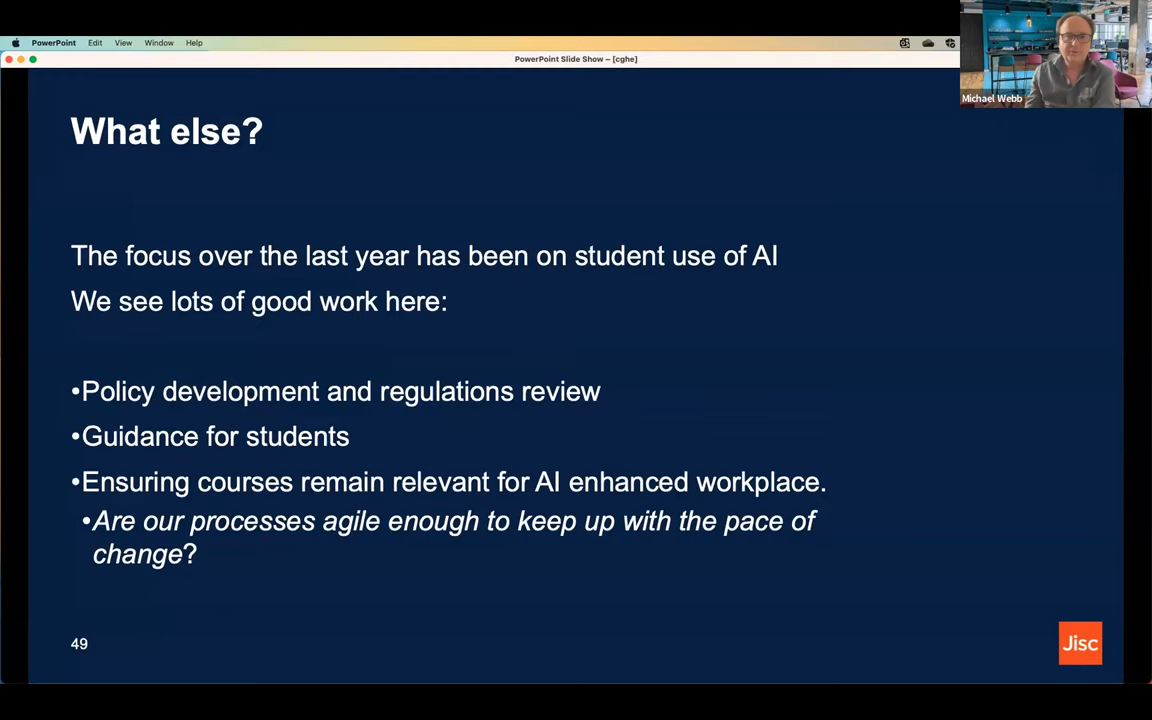 PowerPoint Edit View Window Help
PowerPoint Slide Show – [cghe]
Michael Webb
What else?
The focus over the last year has been on student use of AI
We see lots of good work here:
•Policy development and regulations review
•Guidance for students
•Ensuring courses remain relevant for AI enhanced workplace.
•Are our processes agile enough to keep up with the pace of
change?
49
Jisc